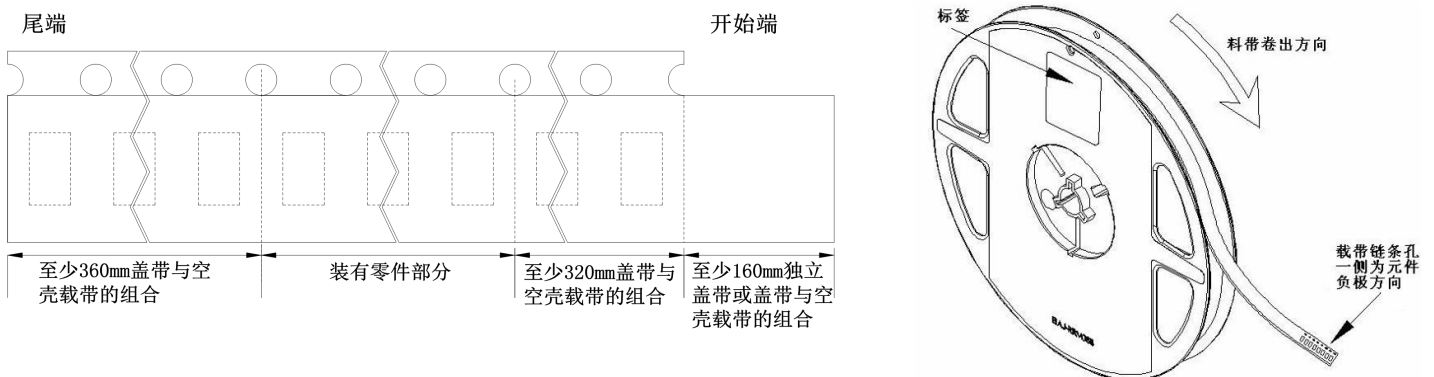 尾端
开始端
标签
料带卷出方向
至少360mm盖带与空
壳载带的组合
装有零件部分
至少320mm盖带与
空壳载带的组合
至少160mm独立
盖带或盖带与空
壳载带的组合
载带链条孔
一侧为元件
负极方向